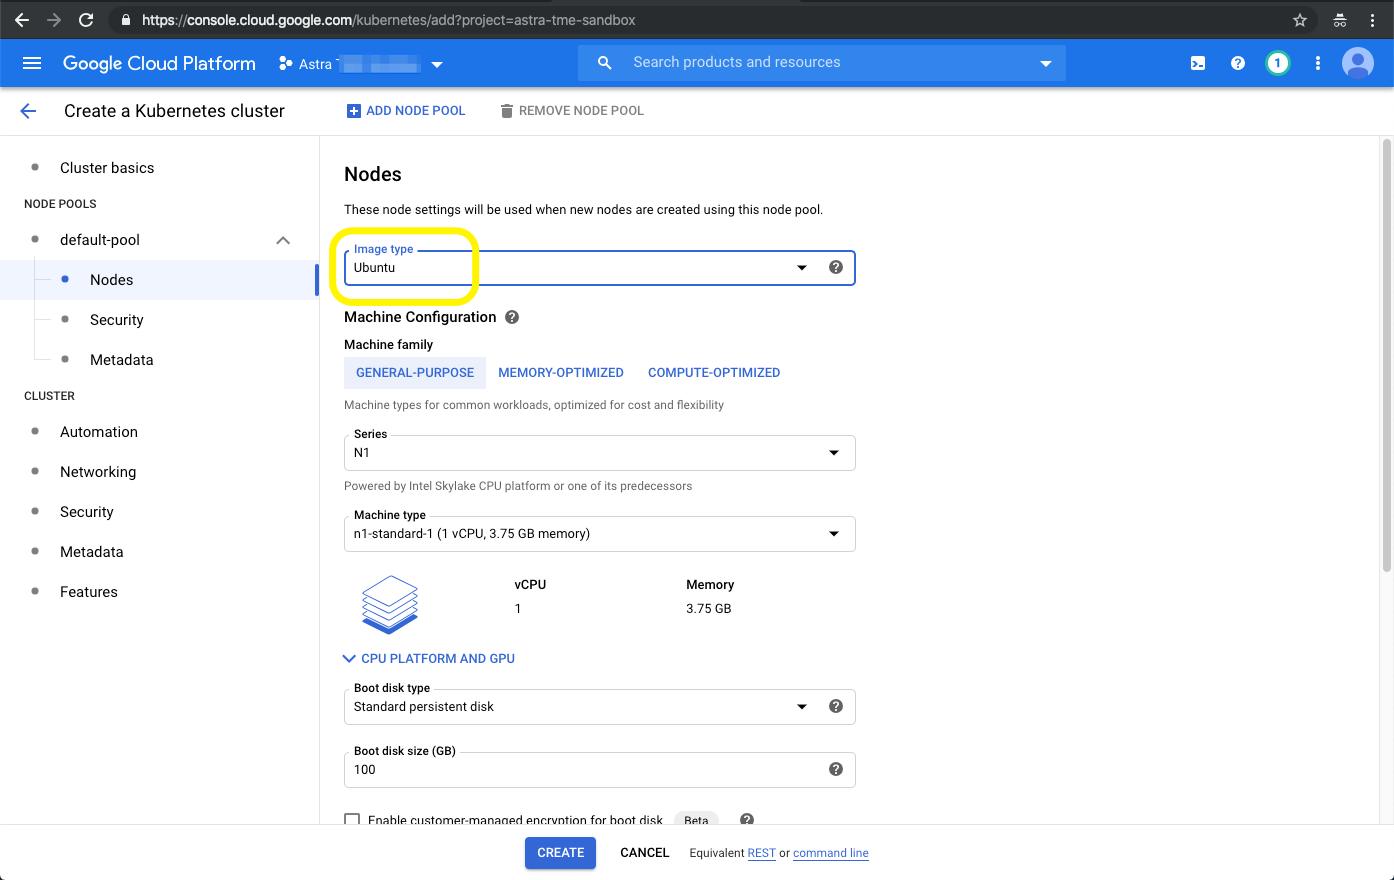 https://console.cloud.google.com/kubernetes/add?project=astra-tme-sandbox
Google Cloud Platform
Astra
Search products and resources
1
Create a Kubernetes cluster
ADD NODE POOL
REMOVE NODE POOL
Cluster basics
NODE POOLS
default-pool
Nodes
Security
Metadata
CLUSTER
Automation
Networking
Security
Metadata
Features
Nodes
These node settings will be used when new nodes are created using this node pool.
Image type
Ubuntu
Machine Configuration
Machine family
GENERAL-PURPOSE
MEMORY-OPTIMIZED
COMPUTE-OPTIMIZED
Machine types for common workloads, optimized for cost and flexibility
Series
N1
Powered by Intel Skylake CPU platform or one of its predecessors
Machine type
n1-standard-1 (1 vCPU, 3.75 GB memory)
vCPU
Memory
1
3.75 GB
CPU PLATFORM AND GPU
Boot disk type
Standard persistent disk
Boot disk size (GB)
100
Enable customer-managed encryption for boot disk
Beta
CREATE
CANCEL
Equivalent REST or command line